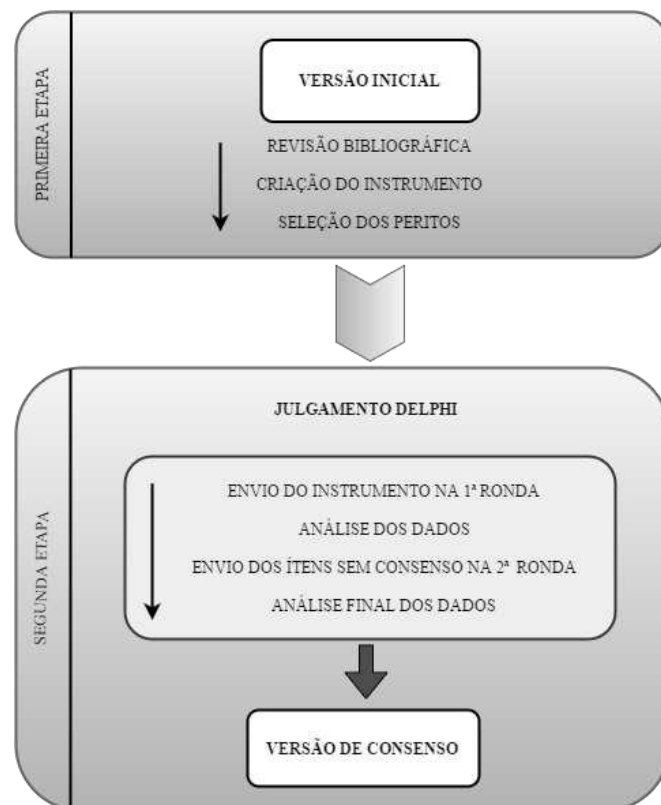 PRIMEIRA ETAPA
VERSÃO INICIAL
REVISÃO BIBLIOGRÁFICA
CRIAÇÃO DO INSTRUMENTO
SELEÇÃO DOS PERITOS
SEGUNDA ETAPA
JULGAMENTO DELPHI
ENVIO DO INSTRUMENTO NA 1ª RONDA
ANÁLISE DOS DADOS
ENVIO DOS ÍTENS SEM CONSENSO NA 2ª RONDA
ANÁLISE FINAL DOS DADOS
VERSÃO DE CONSENSO